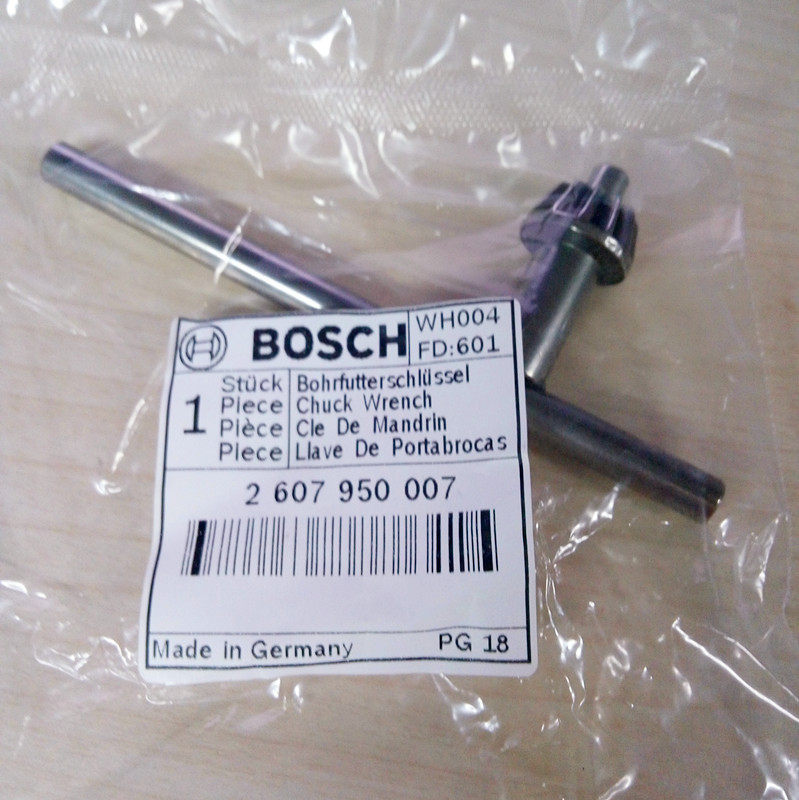 BOSCH
WH004
FD:601
1
Stück Bohrfutterschlüssel
Piece Chuck Wrench
Pièce Cle De Mandrin
Piece Llave De Portabrocas
2 607 950 007
Made in Germany PG 18